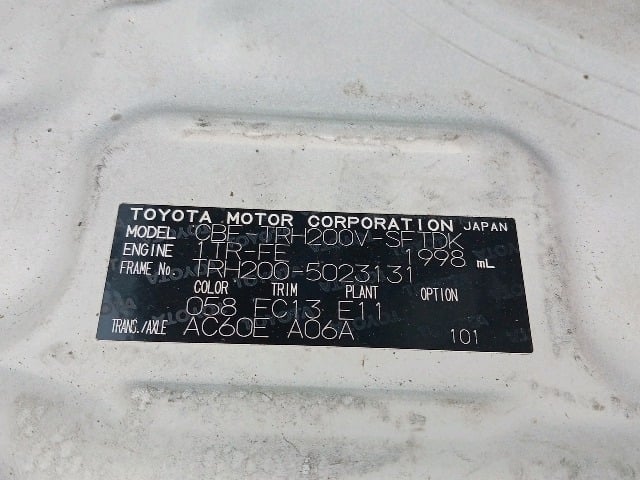 TOYOTA MOTOR CORPORATION JAPAN
MODEL CBF-TRH200V-SFTDK
ENGINE 1TR-FE 1998 mL
FRAME No. TRH200-5023131
COLOR TRIM PLANT OPTION
058 FC13 E11
TRANS./AXLE AC60E A06A 101